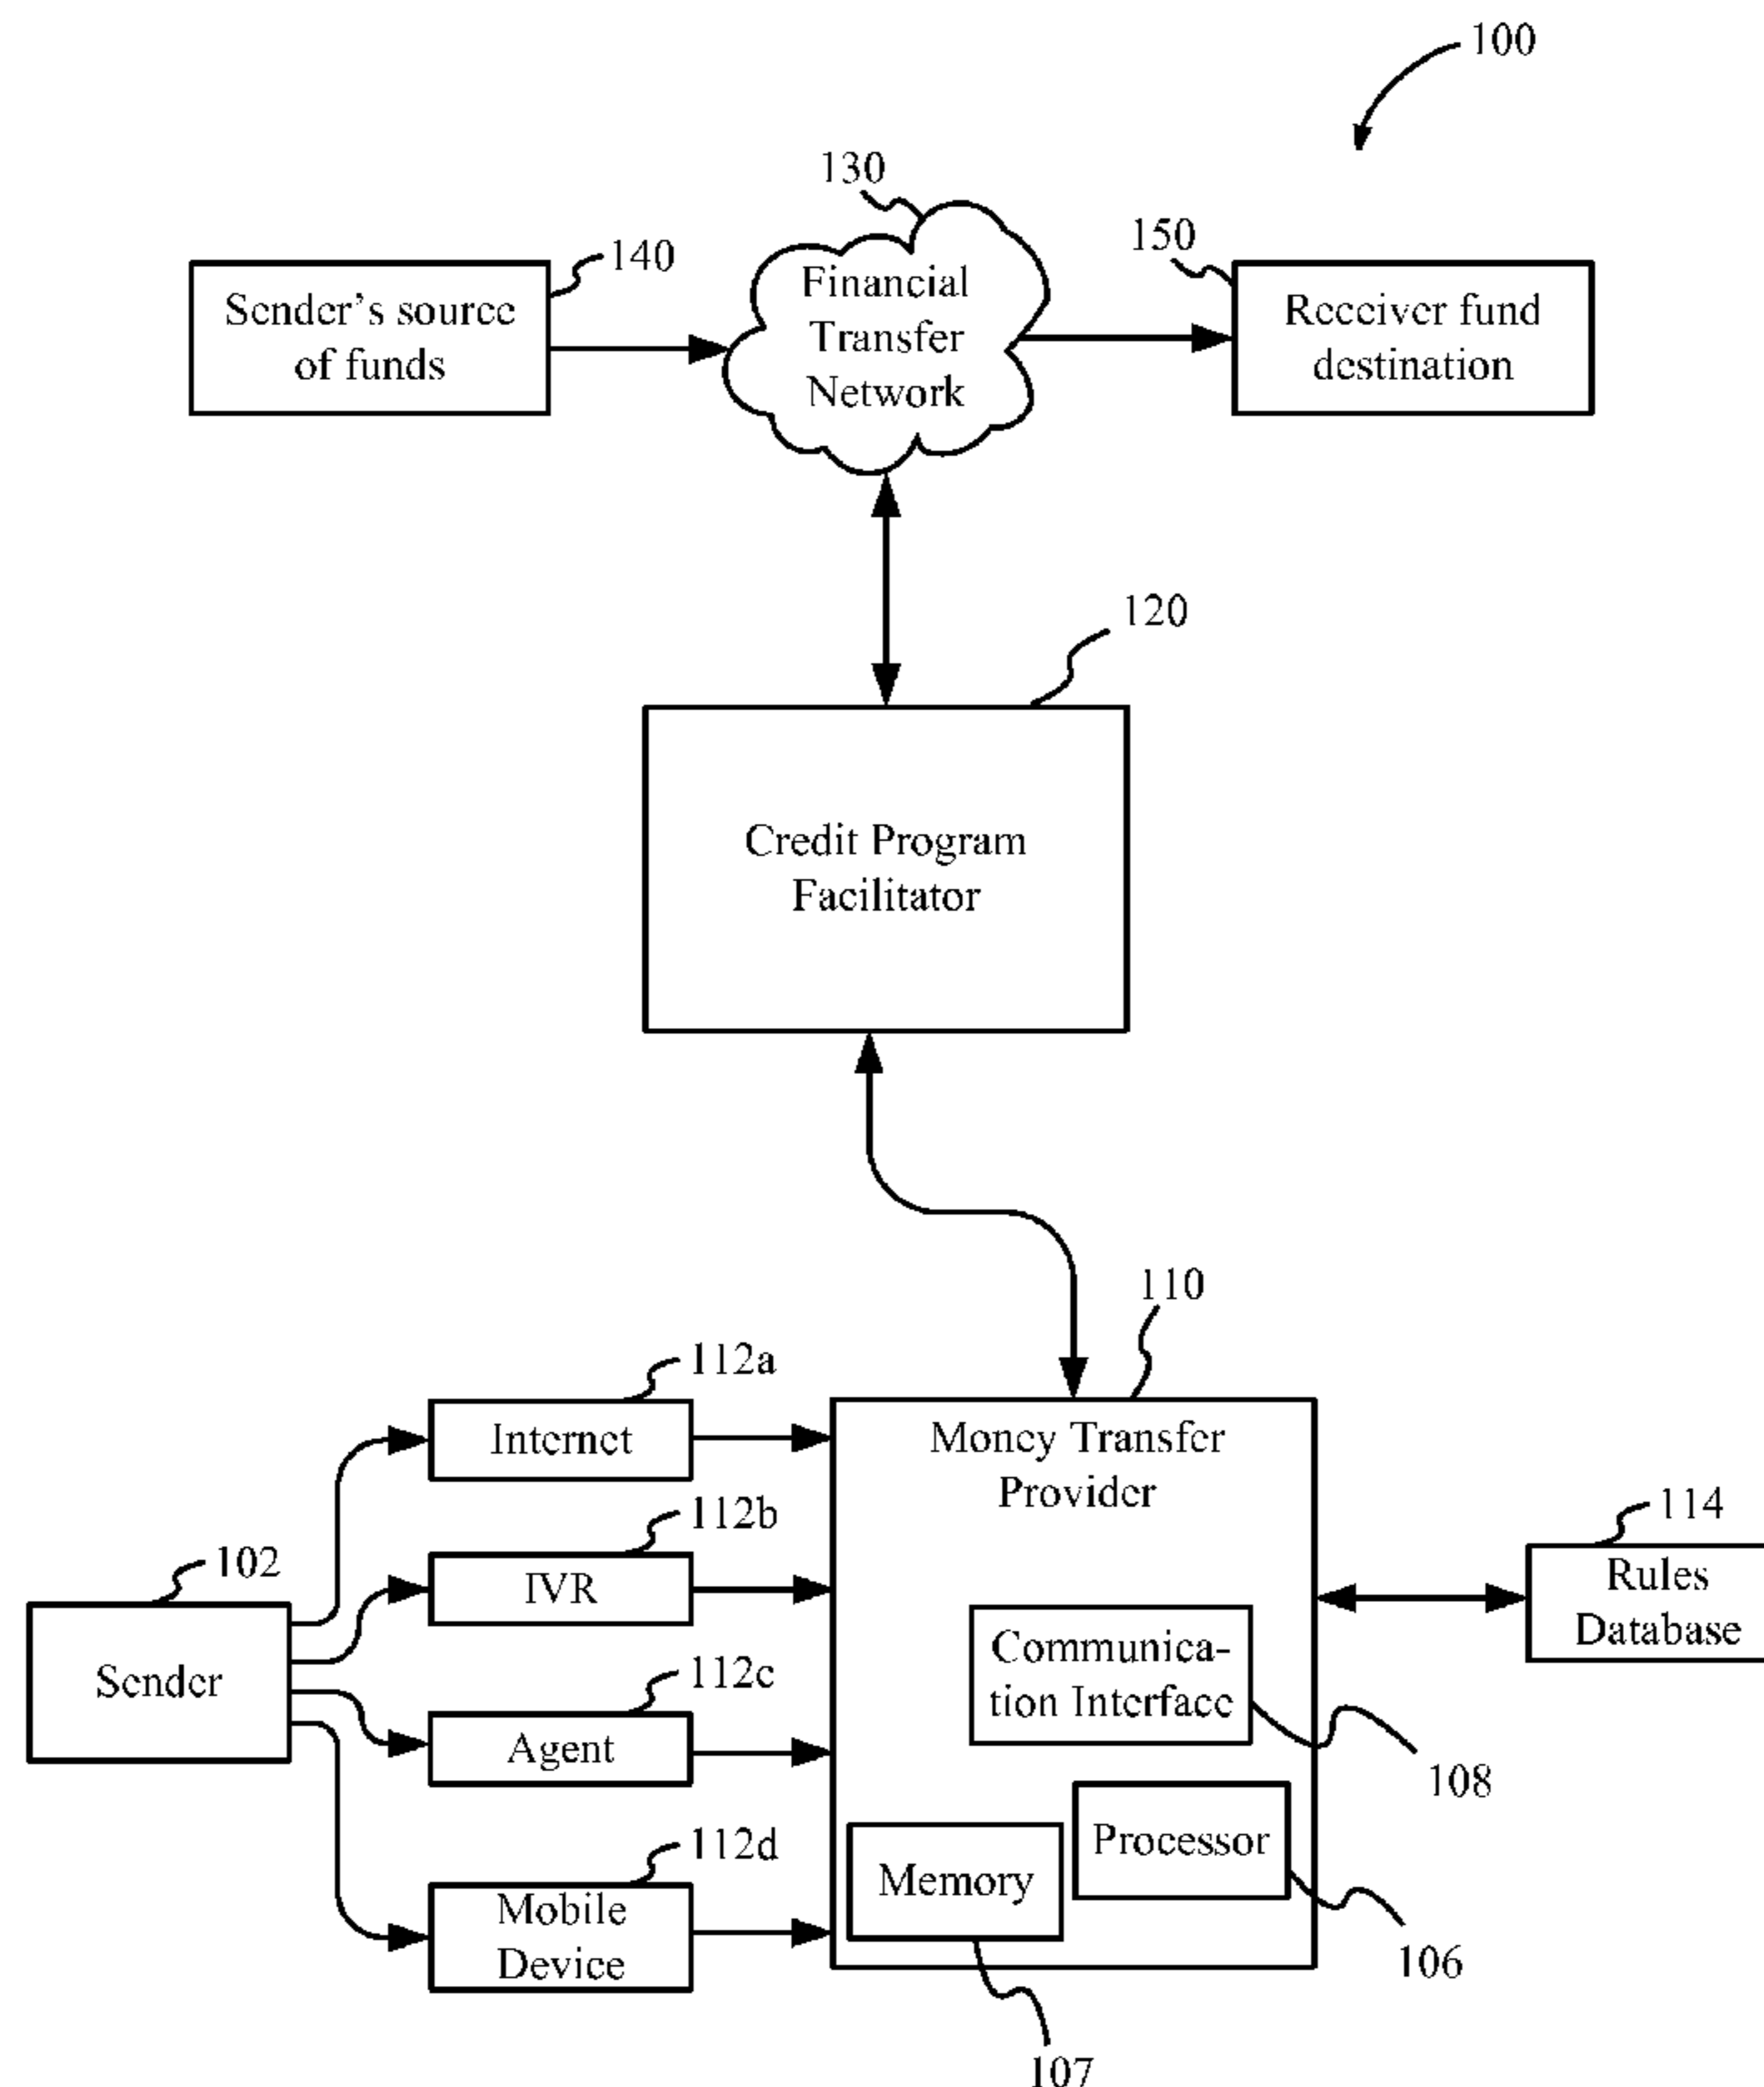 100
130
140
150
Sender's source
of funds
Financial
Transfer
Network
Receiver fund
destination
120
Credit Program
Facilitator
110
112a
Internet
Money Transfer
Provider
112b
IVR
114
Rules
Database
102
Sender
Communica-
tion Interface
112c
Agent
108
Processor
112d
Memory
Mobile
Device
106
107